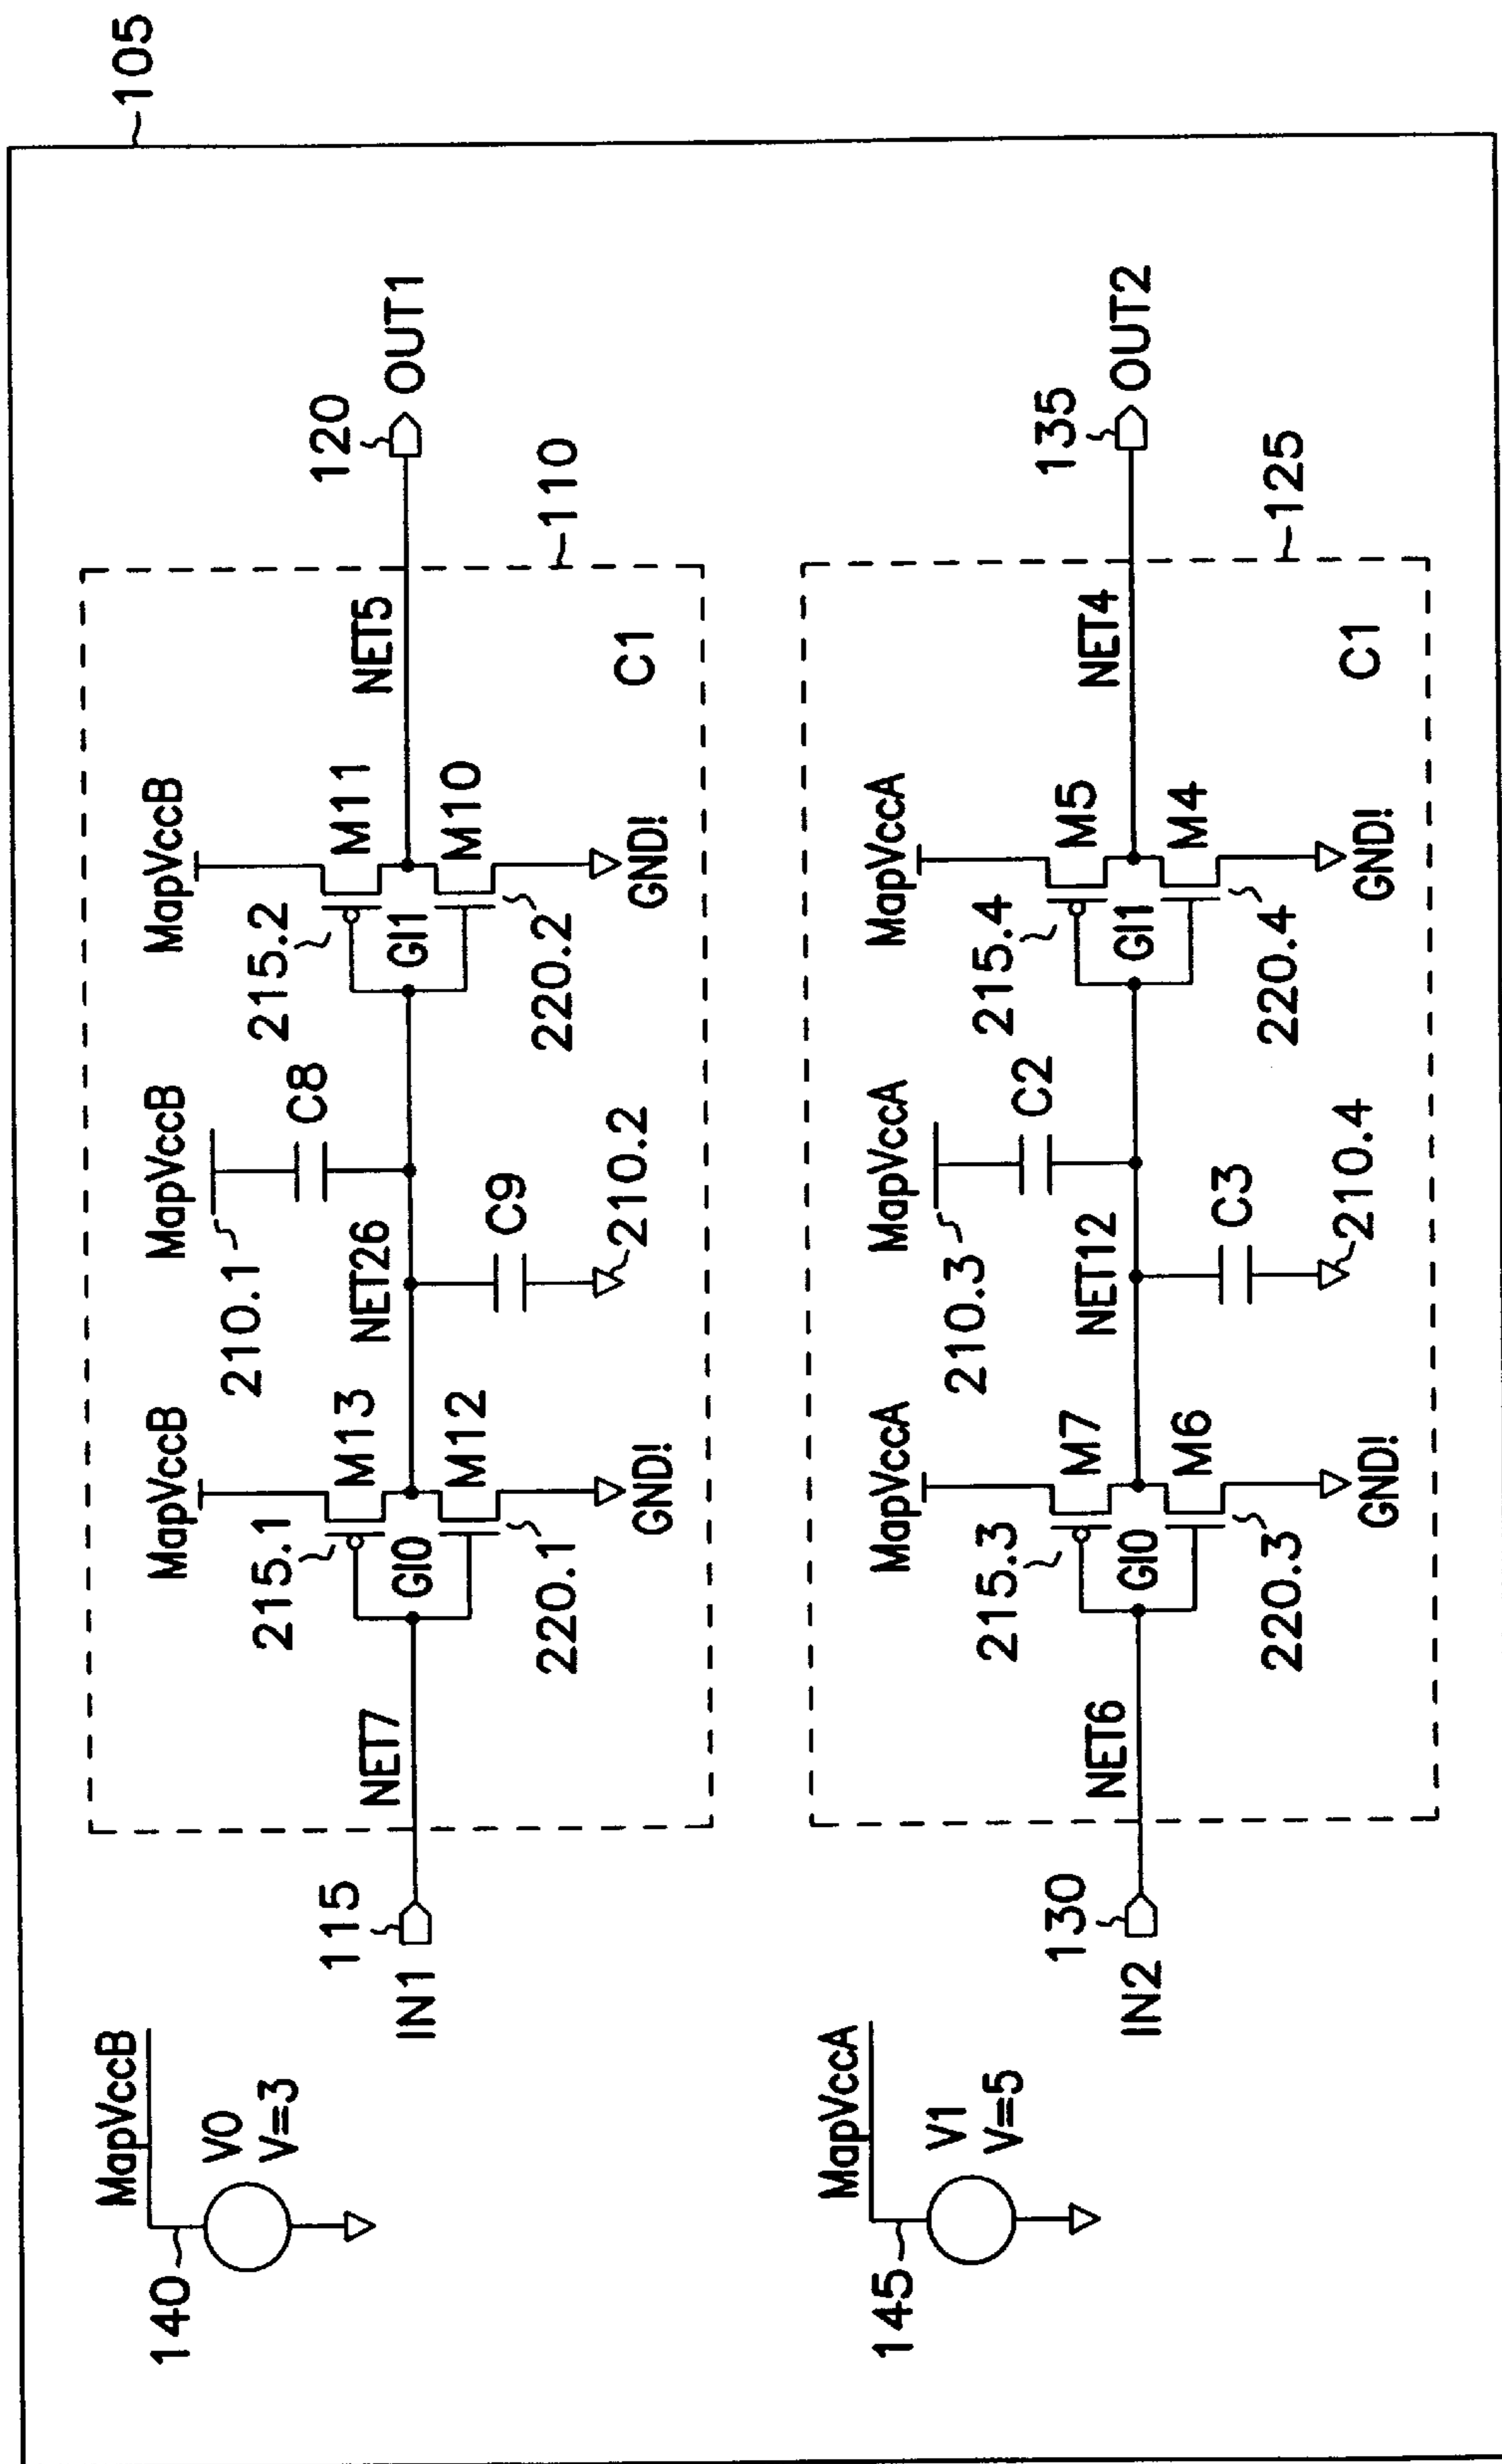 105
MapVccB
140
V0
V=3
115
IN1
NET7
MapVccB
215.1
M13
GI0
M12
220.1
GND!
210.1
MapVccB
C8
NET26
C9
210.2
MapVccB
215.2
M11
GI1
M10
220.2
GND!
NET5
C1
110
120
OUT1
MapVccA
145
V1
V=5
130
IN2
NET6
MapVccA
215.3
M7
GI0
M6
220.3
GND!
210.3
MapVccA
C2
NET12
C3
210.4
MapVccA
215.4
M5
GI1
M4
220.4
GND!
NET4
C1
125
135
OUT2